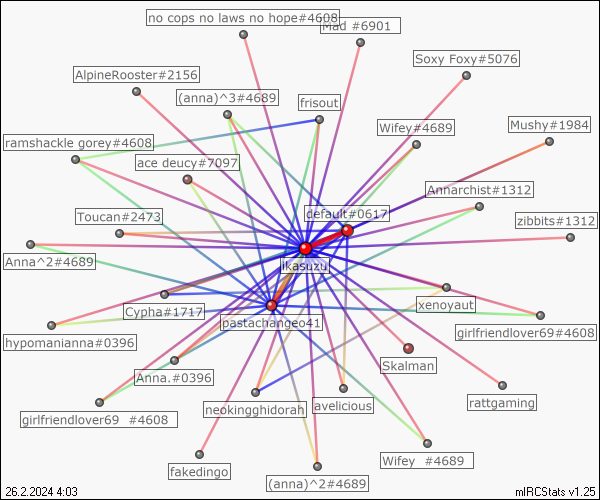 no cops no laws no hope#4608
Mad #6901
Soxy Foxy#5076
AlpineRooster#2156
(anna)^3#4689
frisout
Wifey#4689
Mushy#1984
ramshackle gorey#4608
ace deucy#7097
Annarchist#1312
Toucan#2473
default#0617
zibbits#1312
Anna^2#4689
likasuzu
Cypha#1717
pastachangeo41
xenoyaut
girlfriendlover69#4608
hypomanianna#0396
Skalman
Anna.#0396
neokingghidorah
avelicious
rattgaming
girlfriendlover69 #4608
fakedingo
(anna)^2#4689
Wifey #4689
26.2.2024 4:03
mIRCStats v1.25